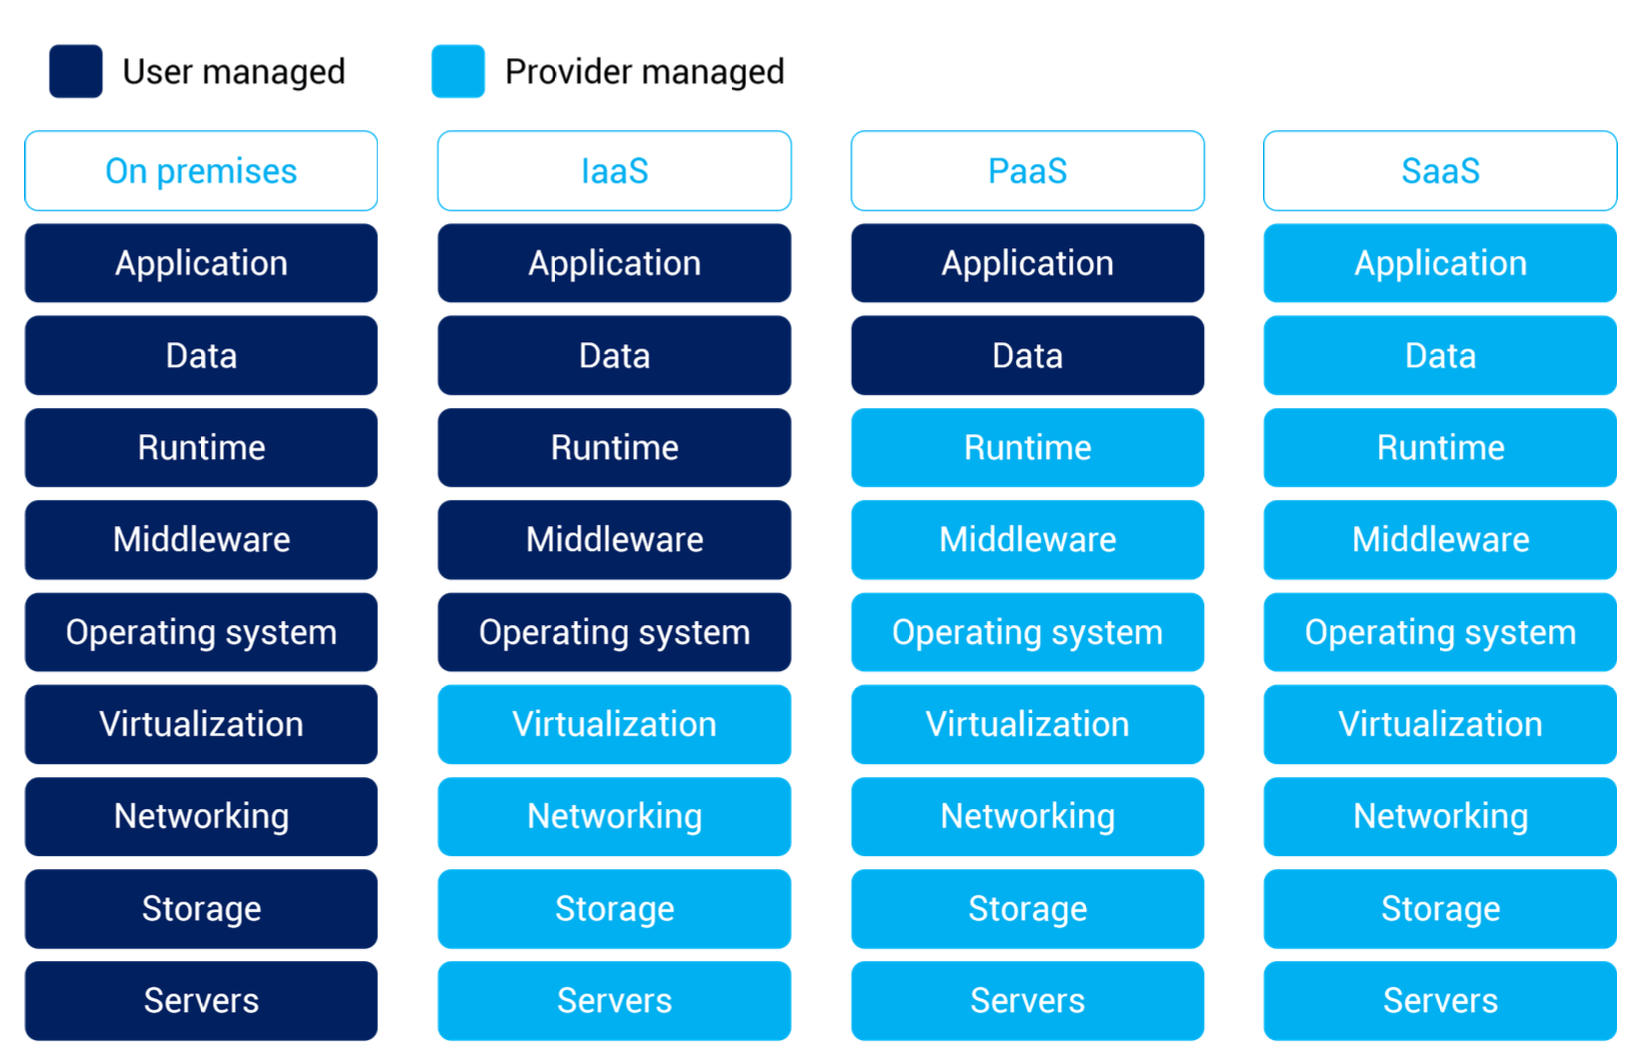 User managed
Provider managed
On premises
IaaS
PaaS
SaaS
Application
Application
Application
Application
Data
Data
Data
Data
Runtime
Runtime
Runtime
Runtime
Middleware
Middleware
Middleware
Middleware
Operating system
Operating system
Operating system
Operating system
Virtualization
Virtualization
Virtualization
Virtualization
Networking
Networking
Networking
Networking
Storage
Storage
Storage
Storage
Servers
Servers
Servers
Servers